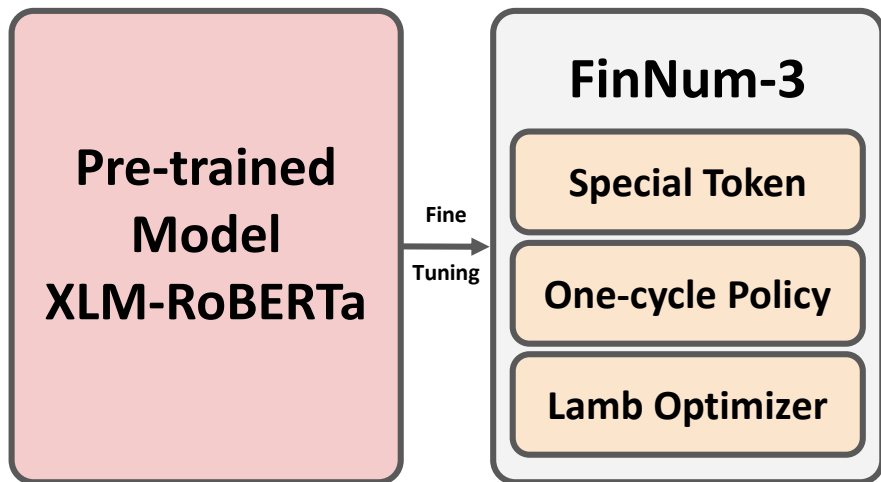 Pre-trained
Model
XLM-RoBERTa
Fine
Tuning
FinNum-3
Special Token
One-cycle Policy
Lamb Optimizer